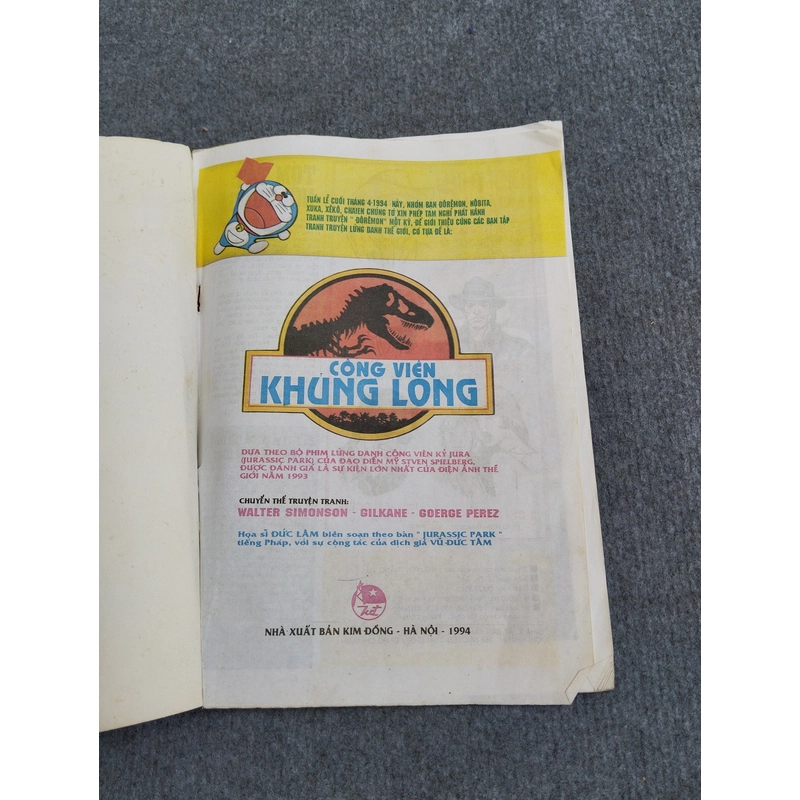 TUẦN LỄ CUỐI THÁNG 4-1994 NÀY, NHÓM BẠN ĐÔRÊMON, NÔBITA,
XUKA, XÊKÔ, CHAIEN CHÚNG TỚ XIN PHÉP TẠM NGHỈ PHÁT HÀNH
TRANH TRUYỆN "ĐÔRÊMON" MỘT KỲ, ĐỂ GIỚI THIỆU CÙNG CÁC BẠN TẬP
TRANH TRUYỆN LỪNG DANH THẾ GIỚI, CÓ TỰA ĐỀ LÀ:
CÔNG VIÊN
KHỦNG LONG
DỰA THEO BỘ PHIM LỪNG DANH CÔNG VIÊN KỶ JURA
(JURASSIC PARK) CỦA ĐẠO DIỄN MỸ STVEN SPIELBERG,
ĐƯỢC ĐÁNH GIÁ LÀ SỰ KIỆN LỚN NHẤT CỦA ĐIỆN ẢNH THẾ
GIỚI NĂM 1993
CHUYỂN THỂ TRUYỆN TRANH:
WALTER SIMONSON - GILKANE - GOERGE PEREZ
Họa sĩ ĐỨC LÂM biên soạn theo bản " JURASSIC PARK "
tiếng Pháp, với sự cộng tác của dịch giả VŨ ĐỨC TÂM
kđ
NHÀ XUẤT BẢN KIM ĐỒNG - HÀ NỘI - 1994